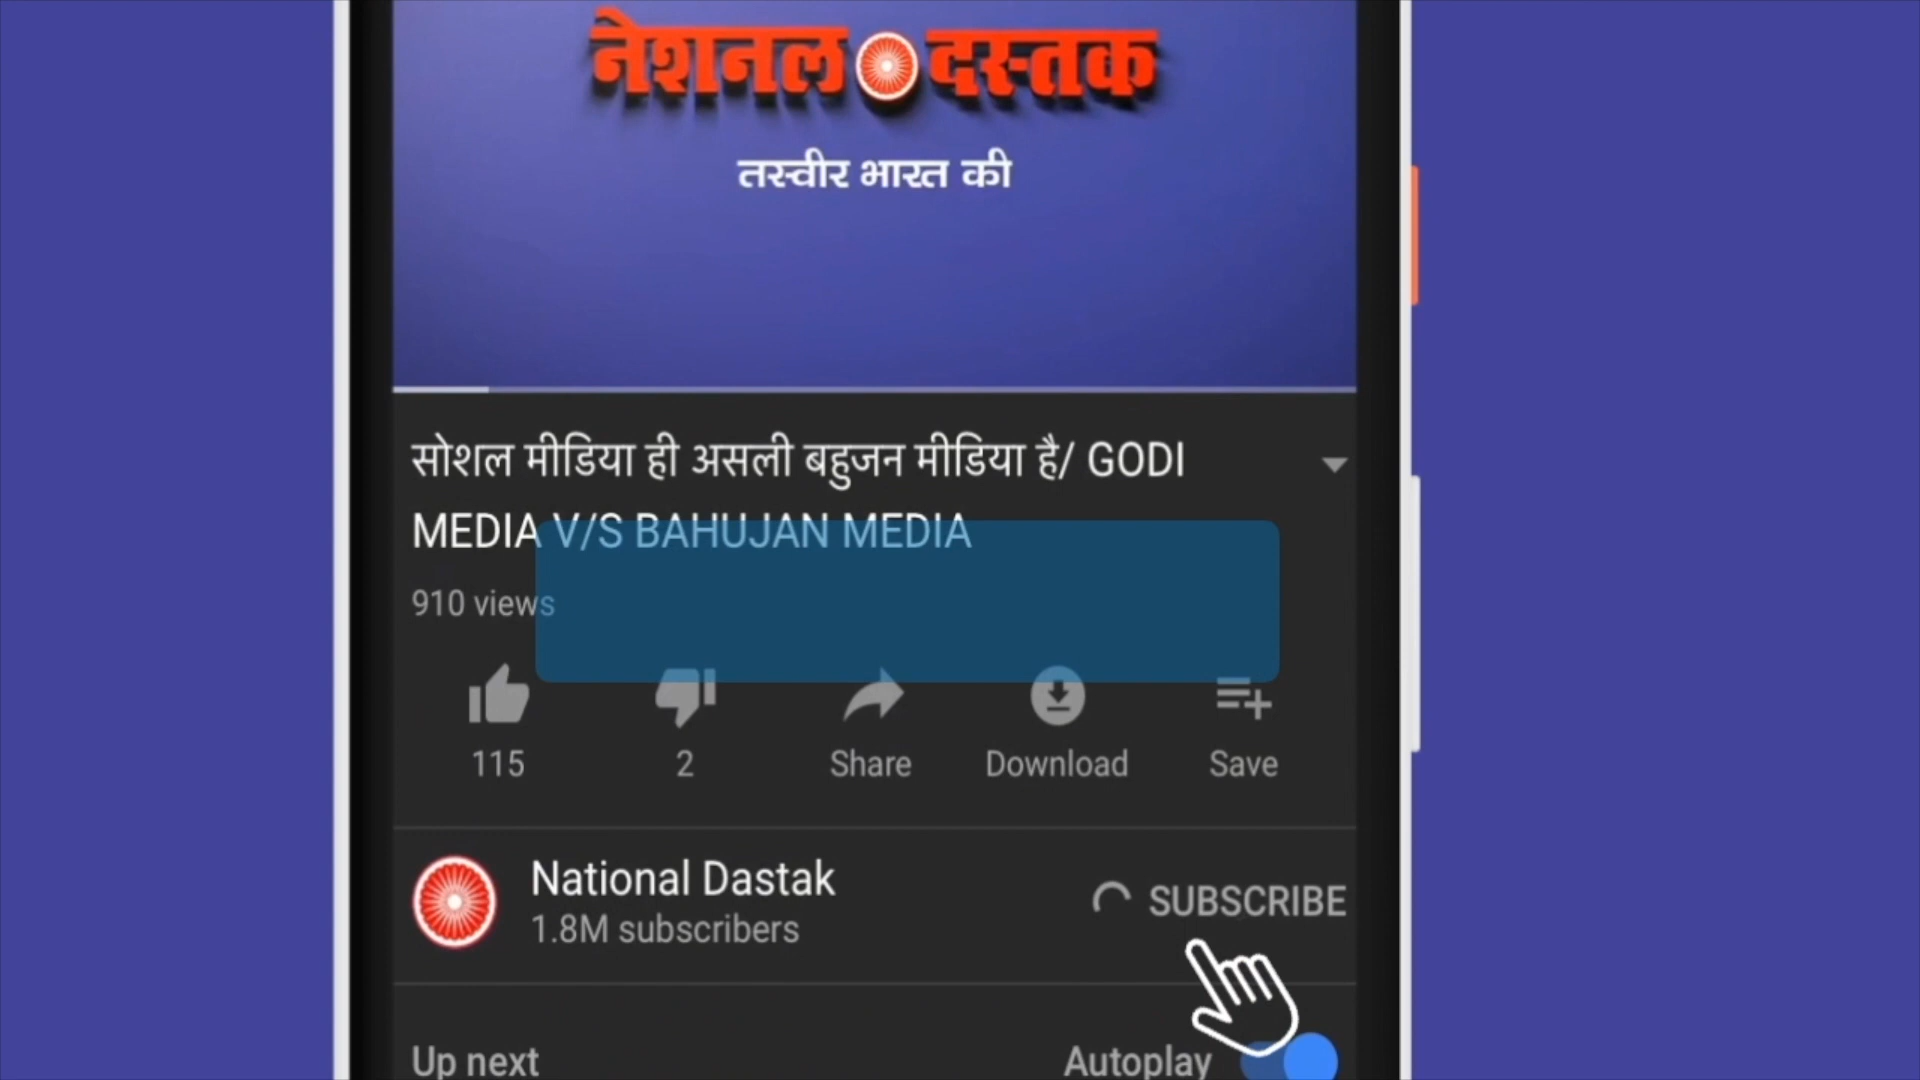 नेशनल दस्तक
तस्वीर भारत की
सोशल मीडिया ही असली बहुजन मीडिया है/ GODI
MEDIA V/S BAHUJAN MEDIA
910 views
115 2 Share Download Save
National Dastak
SUBSCRIBE
1.8M subscribers
Up next Autoplay